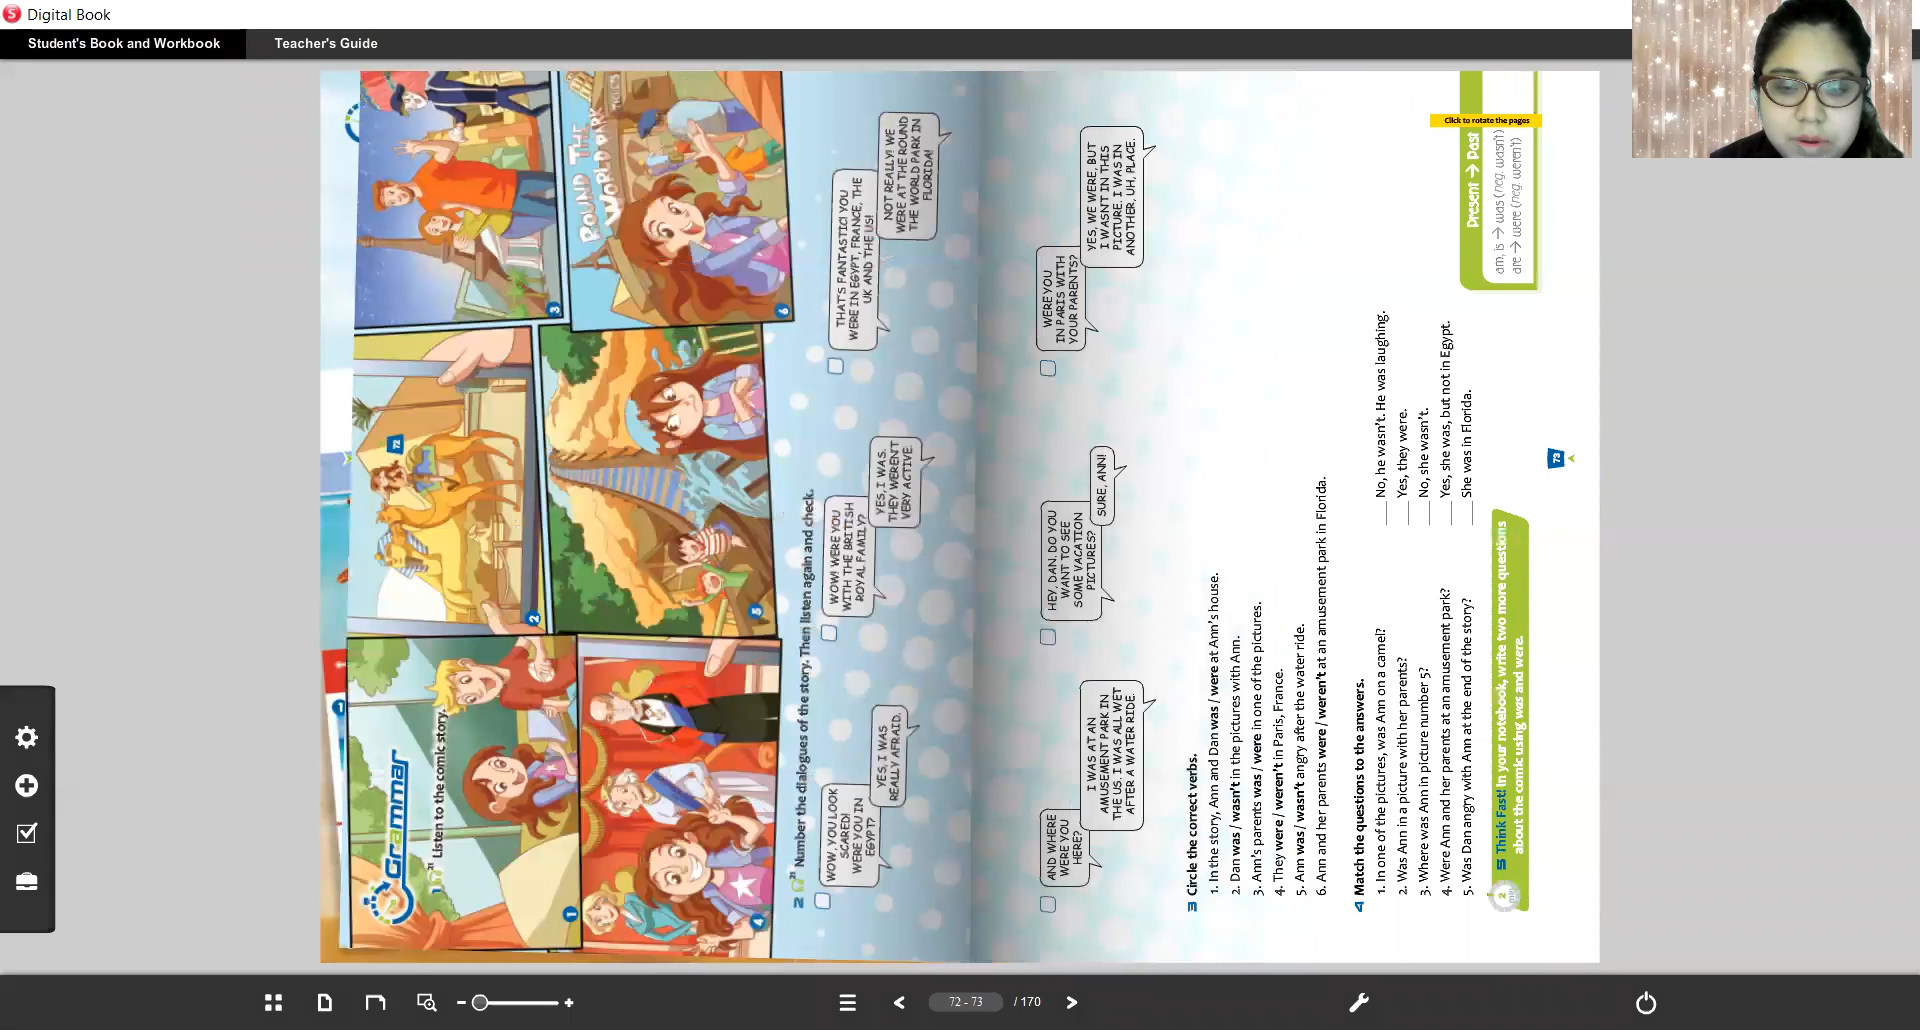 Digital Book
Student's Book and Workbook
Teacher's Guide
Click to rotate the pages
Grammar
1 21 Listen to the comic story.
1
2
3
4
5
6
ROUND THE
WORLD PARK
72
2 21 Number the dialogues of the story. Then listen again and check.
WOW, YOU LOOK
SCARED!
WERE YOU IN
EGYPT?
YES, I WAS
REALLY AFRAID.
WOW! WERE YOU
WITH THE BRITISH
ROYAL FAMILY?
YES, I WAS.
THEY WEREN'T
VERY ACTIVE.
THAT'S FANTASTIC! YOU
WERE IN EGYPT, FRANCE, THE
UK AND THE US!
NOT REALLY! WE
WERE AT THE ROUND
THE WORLD PARK IN
FLORIDA!
AND WHERE
WERE YOU
HERE?
I WAS AT AN
AMUSEMENT PARK IN
THE US. I WAS ALL WET
AFTER A WATER RIDE.
HEY, DAN. DO YOU
WANT TO SEE
SOME VACATION
PICTURES?
SURE, ANN!
WERE YOU
IN PARIS WITH
YOUR PARENTS?
YES, WE WERE, BUT
I WASN'T IN THIS
PICTURE. I WAS IN
ANOTHER, UH, PLACE.
3 Circle the correct verbs.
1. In the story, Ann and Dan was / were at Ann's house.
2. Dan was / wasn't in the pictures with Ann.
3. Ann's parents was / were in one of the pictures.
4. They were / weren't in Paris, France.
5. Ann was / wasn't angry after the water ride.
6. Ann and her parents were / weren't at an amusement park in Florida.
4 Match the questions to the answers.
1. In one of the pictures, was Ann on a camel?
2. Was Ann in a picture with her parents?
3. Where was Ann in picture number 5?
4. Were Ann and her parents at an amusement park?
5. Was Dan angry with Ann at the end of the story?
___ No, he wasn't. He was laughing.
___ Yes, they were.
___ No, she wasn't.
___ Yes, she was, but not in Egypt.
___ She was in Florida.
Present → Past
am, is → was (neg. wasn't)
are → were (neg. weren't)
2
5 Think Fast! In your notebook, write two more questions
about the comic using was and were.
73
72 - 73
/ 170